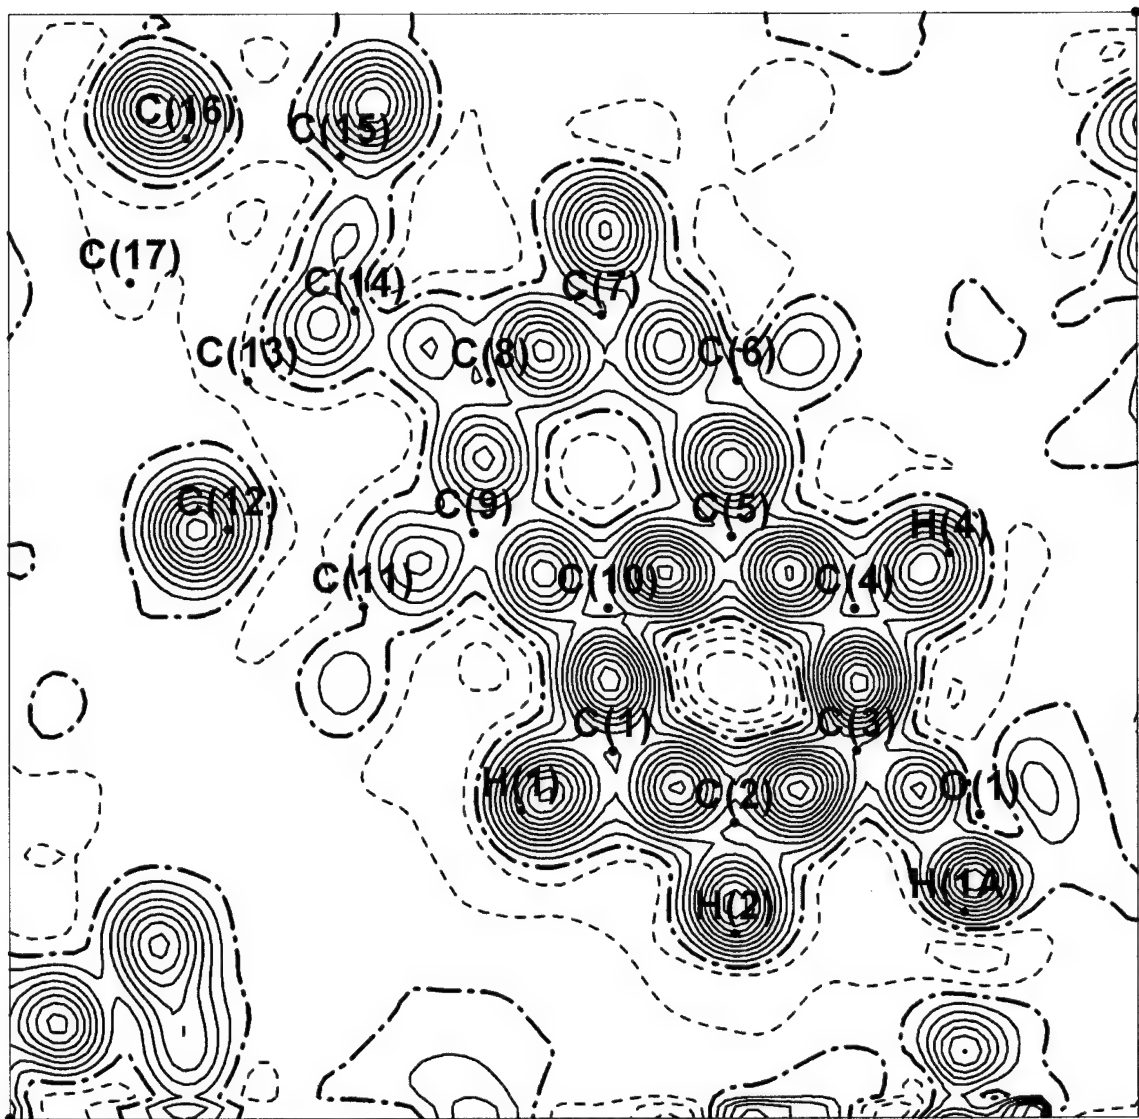 C(16)
C(15)
C(17)
C(14)
C(7)
C(13)
C(8)
C(6)
C(12)
C(9)
C(5)
H(4)
C(11)
C(10)
C(4)
C(1)
C(3)
H(1)
C(2)
O(1)
H(1A)
H(2)